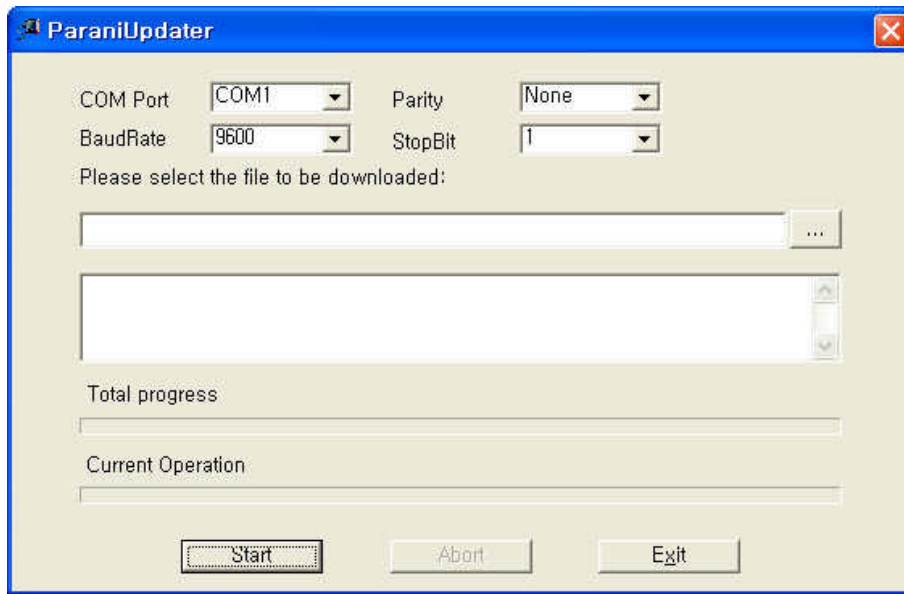 ParaniUpdater
COM Port COM1 Parity None
BaudRate 9600 StopBit 1
Please select the file to be downloaded:
...
Total progress
Current Operation
Start Abort Exit